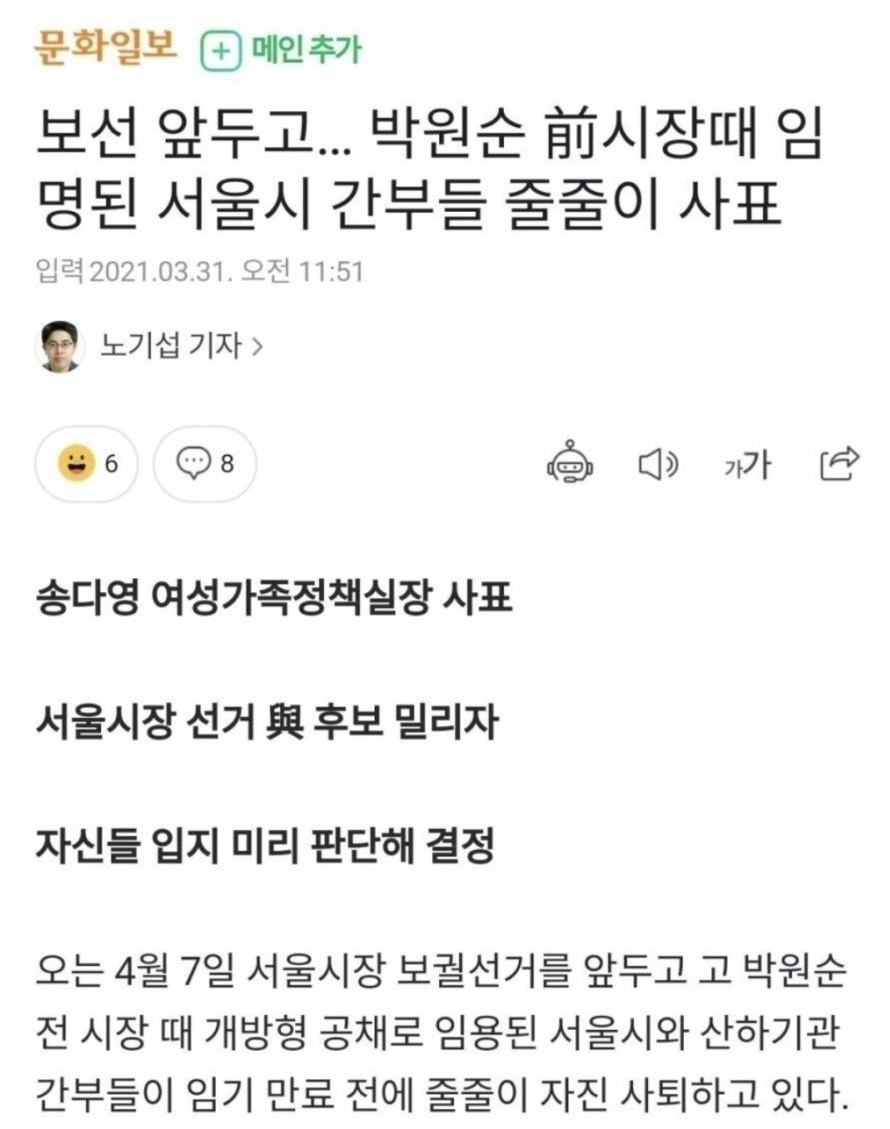 문화일보 + 메인 추가
보선 앞두고... 박원순 前시장때 임
명된 서울시 간부들 줄줄이 사표
입력 2021.03.31. 오전 11:51
노기섭 기자 >
6 8 가가
송다영 여성가족정책실장 사표
서울시장 선거 與 후보 밀리자
자신들 입지 미리 판단해 결정
오는 4월 7일 서울시장 보궐선거를 앞두고 고 박원순
전 시장 때 개방형 공채로 임용된 서울시와 산하기관
간부들이 임기 만료 전에 줄줄이 자진 사퇴하고 있다.